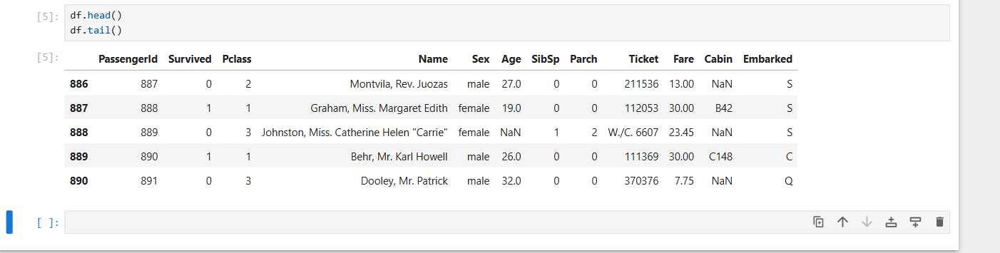 [5]: df.head()
df.tail()
[5]:
PassengerId Survived Pclass Name Sex Age SibSp Parch Ticket Fare Cabin Embarked
886 887 0 2 Montvila, Rev. Juozas male 27.0 0 0 211536 13.00 NaN S
887 888 1 1 Graham, Miss. Margaret Edith female 19.0 0 0 112053 30.00 B42 S
888 889 0 3 Johnston, Miss. Catherine Helen "Carrie" female NaN 1 2 W./C. 6607 23.45 NaN S
889 890 1 1 Behr, Mr. Karl Howell male 26.0 0 0 111369 30.00 C148 C
890 891 0 3 Dooley, Mr. Patrick male 32.0 0 0 370376 7.75 NaN Q
[ ]: